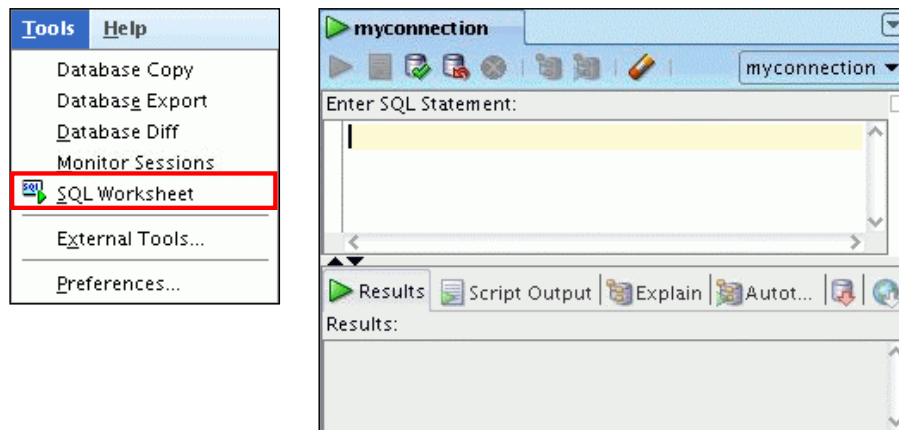 Tools Help
Database Copy
Database Export
Database Diff
Monitor Sessions
SQL
SQL Worksheet
External Tools...
Preferences...
myconnection
myconnection
Enter SQL Statement:
Results Script Output Explain Autot...
Results: